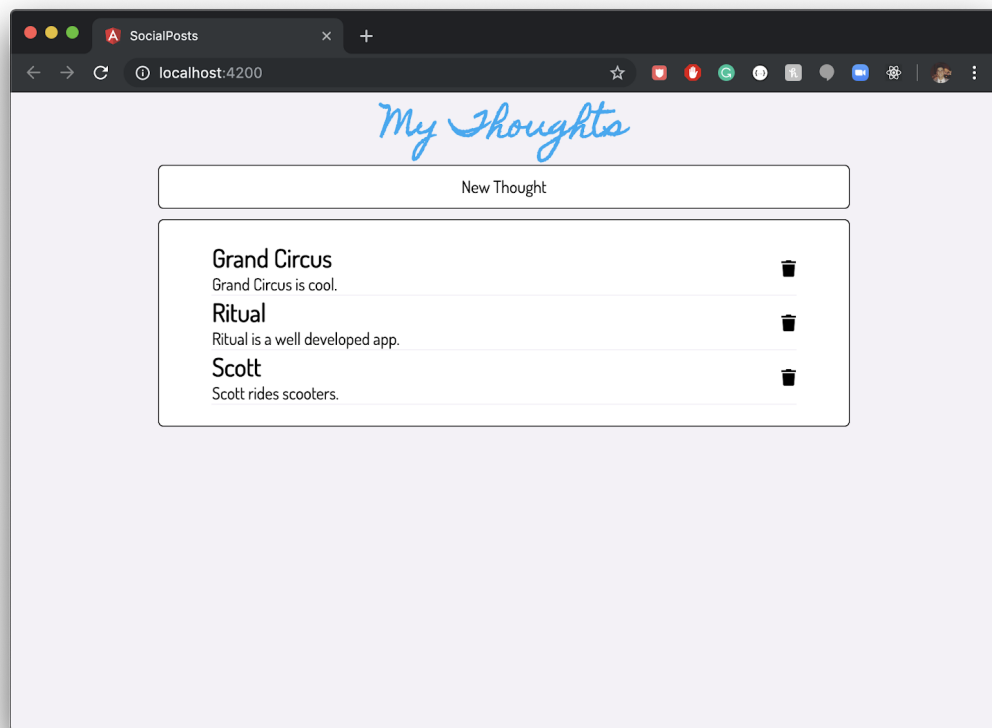 SocialPosts
localhost:4200
My Thoughts
New Thought
Grand Circus
Grand Circus is cool.
Ritual
Ritual is a well developed app.
Scott
Scott rides scooters.